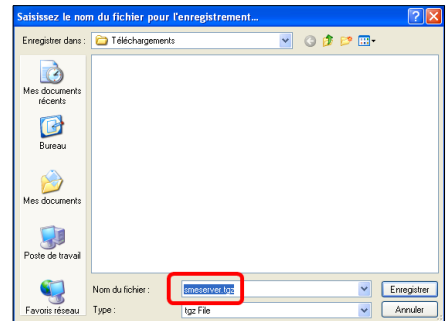 Saisissez le nom du fichier pour l'enregistrement...
Enregistrer dans :
Téléchargements
Mes documents
récents
Bureau
Mes documents
Poste de travail
Favoris réseau
Nom du fichier :
smeserver.tgz
Enregistrer
Type :
tgz File
Annuler